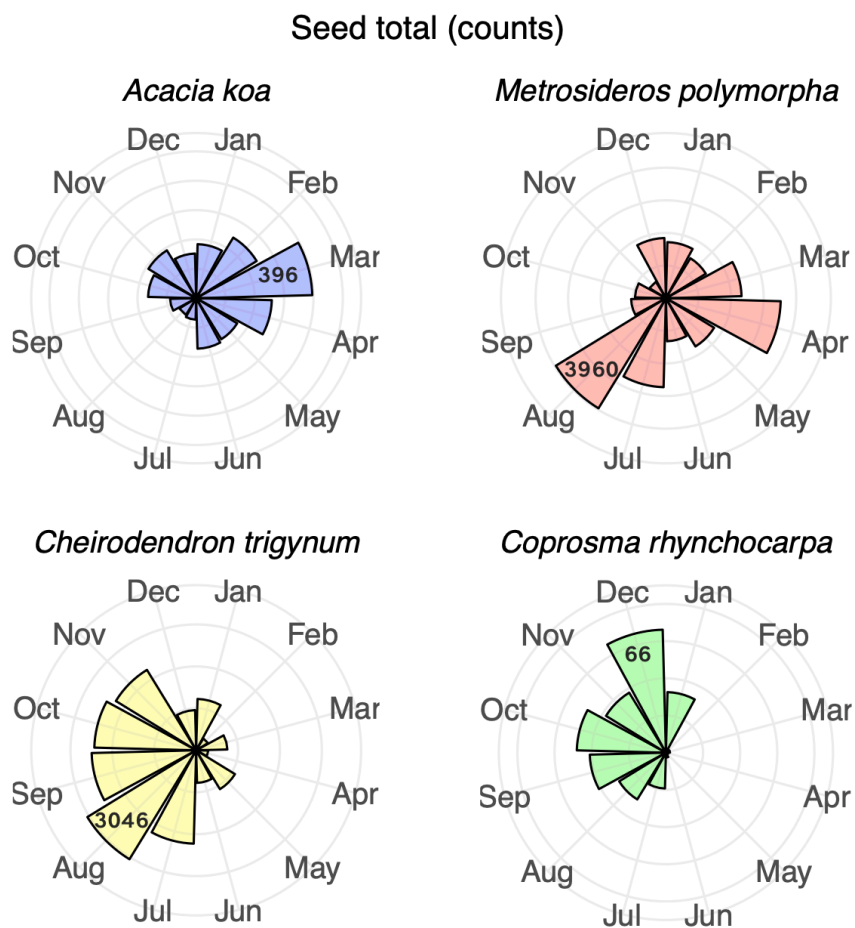 Seed total (counts)
Acacia koa
Metrosideros polymorpha
Dec Jan
Nov Feb
Oct Mar
396
Sep Apr
Aug May
Jul Jun
Dec Jan
Nov Feb
Oct Mar
Sep Apr
3960
Aug May
Jul Jun
Cheirodendron trigynum
Coprosma rhynchocarpa
Dec Jan
Nov Feb
Oct Mar
Sep Apr
3046
Aug May
Jul Jun
Dec Jan
66
Nov Feb
Oct Mar
Sep Apr
Aug May
Jul Jun